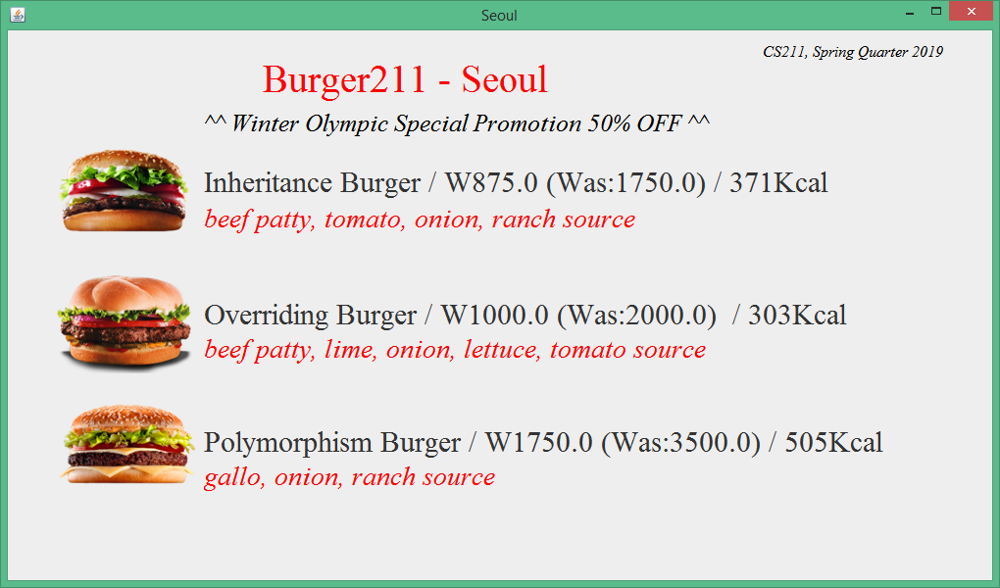 Seoul
CS211, Spring Quarter 2019
Burger211 - Seoul
^^ Winter Olympic Special Promotion 50% OFF ^^
Inheritance Burger / W875.0 (Was:1750.0) / 371Kcal
beef patty, tomato, onion, ranch source
Overriding Burger / W1000.0 (Was:2000.0)  / 303Kcal
beef patty, lime, onion, lettuce, tomato source
Polymorphism Burger / W1750.0 (Was:3500.0) / 505Kcal
gallo, onion, ranch source